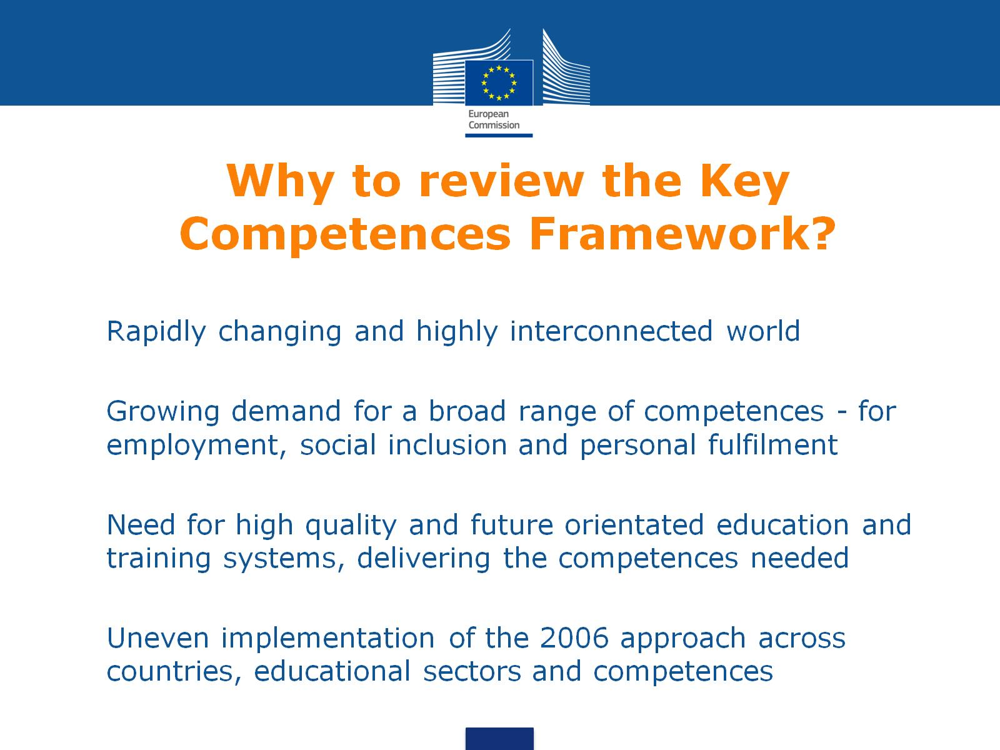 European
Commission
Why to review the Key
Competences Framework?
Rapidly changing and highly interconnected world
Growing demand for a broad range of competences - for
employment, social inclusion and personal fulfilment
Need for high quality and future orientated education and
training systems, delivering the competences needed
Uneven implementation of the 2006 approach across
countries, educational sectors and competences